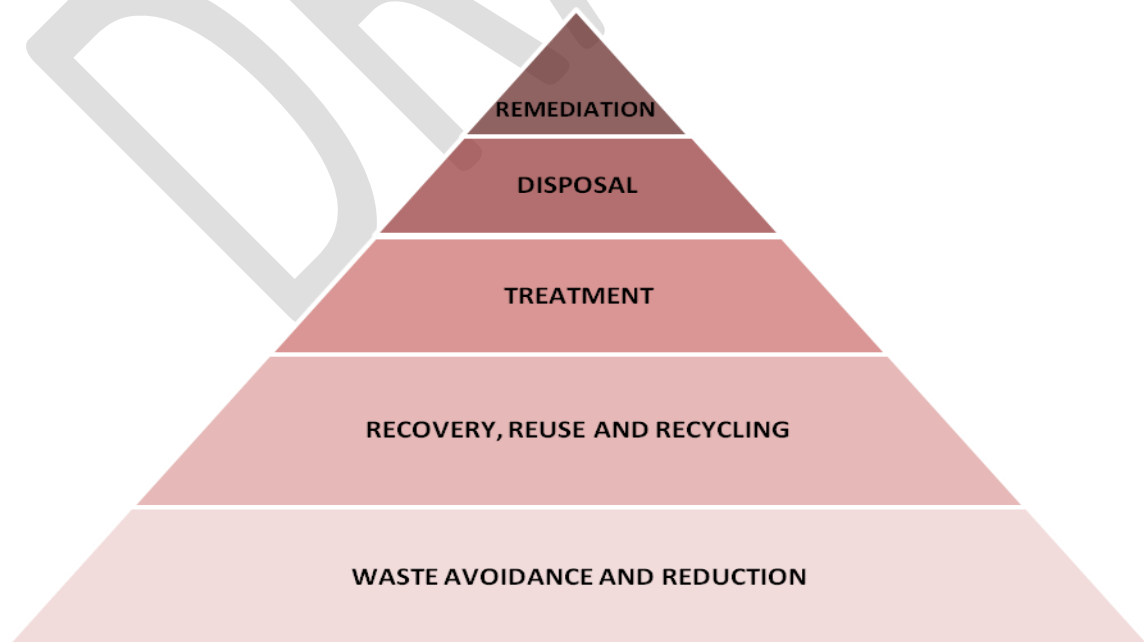 REMEDIATION
DISPOSAL
TREATMENT
RECOVERY, REUSE AND RECYCLING
WASTE AVOIDANCE AND REDUCTION